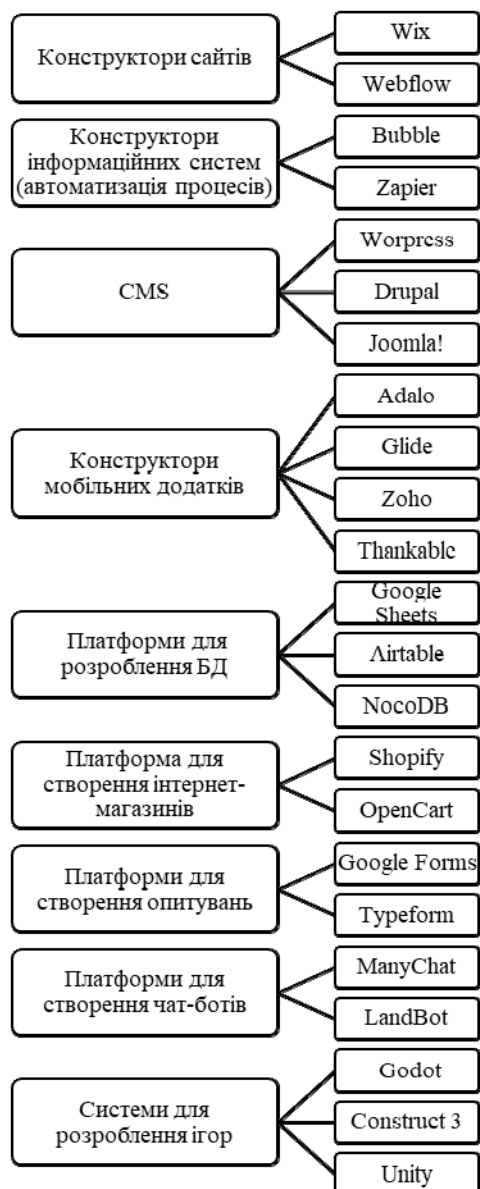 Конструктори сайтів
Wix
Webflow
Конструктори
інформаційних систем
(автоматизація процесів)
Bubble
Zapier
CMS
Worpress
Drupal
Joomla!
Конструктори
мобільних додатків
Adalo
Glide
Zoho
Thankable
Платформи для
розроблення БД
Google
Sheets
Airtable
NocoDB
Платформа для
створення інтернет-
магазинів
Shopify
OpenCart
Платформи для
створення опитувань
Google Forms
Typeform
Платформи для
створення чат-ботів
ManyChat
LandBot
Системи для
розроблення ігор
Godot
Construct 3
Unity